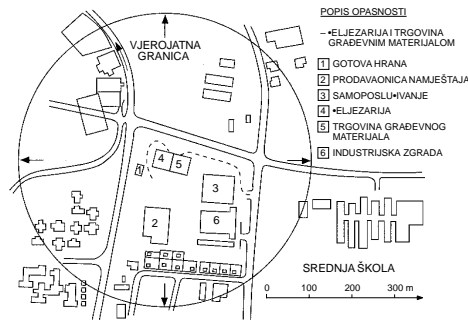 POPIS OPASNOSTI
– •ELJEZARIJA I TRGOVINA
GRAĐEVNIM MATERIJALOM
1 GOTOVA HRANA
2 PRODAVAONICA NAMJEŠTAJA
3 SAMOPOSLU•IVANJE
4 •ELJEZARIJA
5 TRGOVINA GRAĐEVNOG
MATERIJALA
6 INDUSTRIJSKA ZGRADA
VJEROJATNA
GRANICA
4
5
1
3
2
6
SREDNJA ŠKOLA
0 100 200 300 m